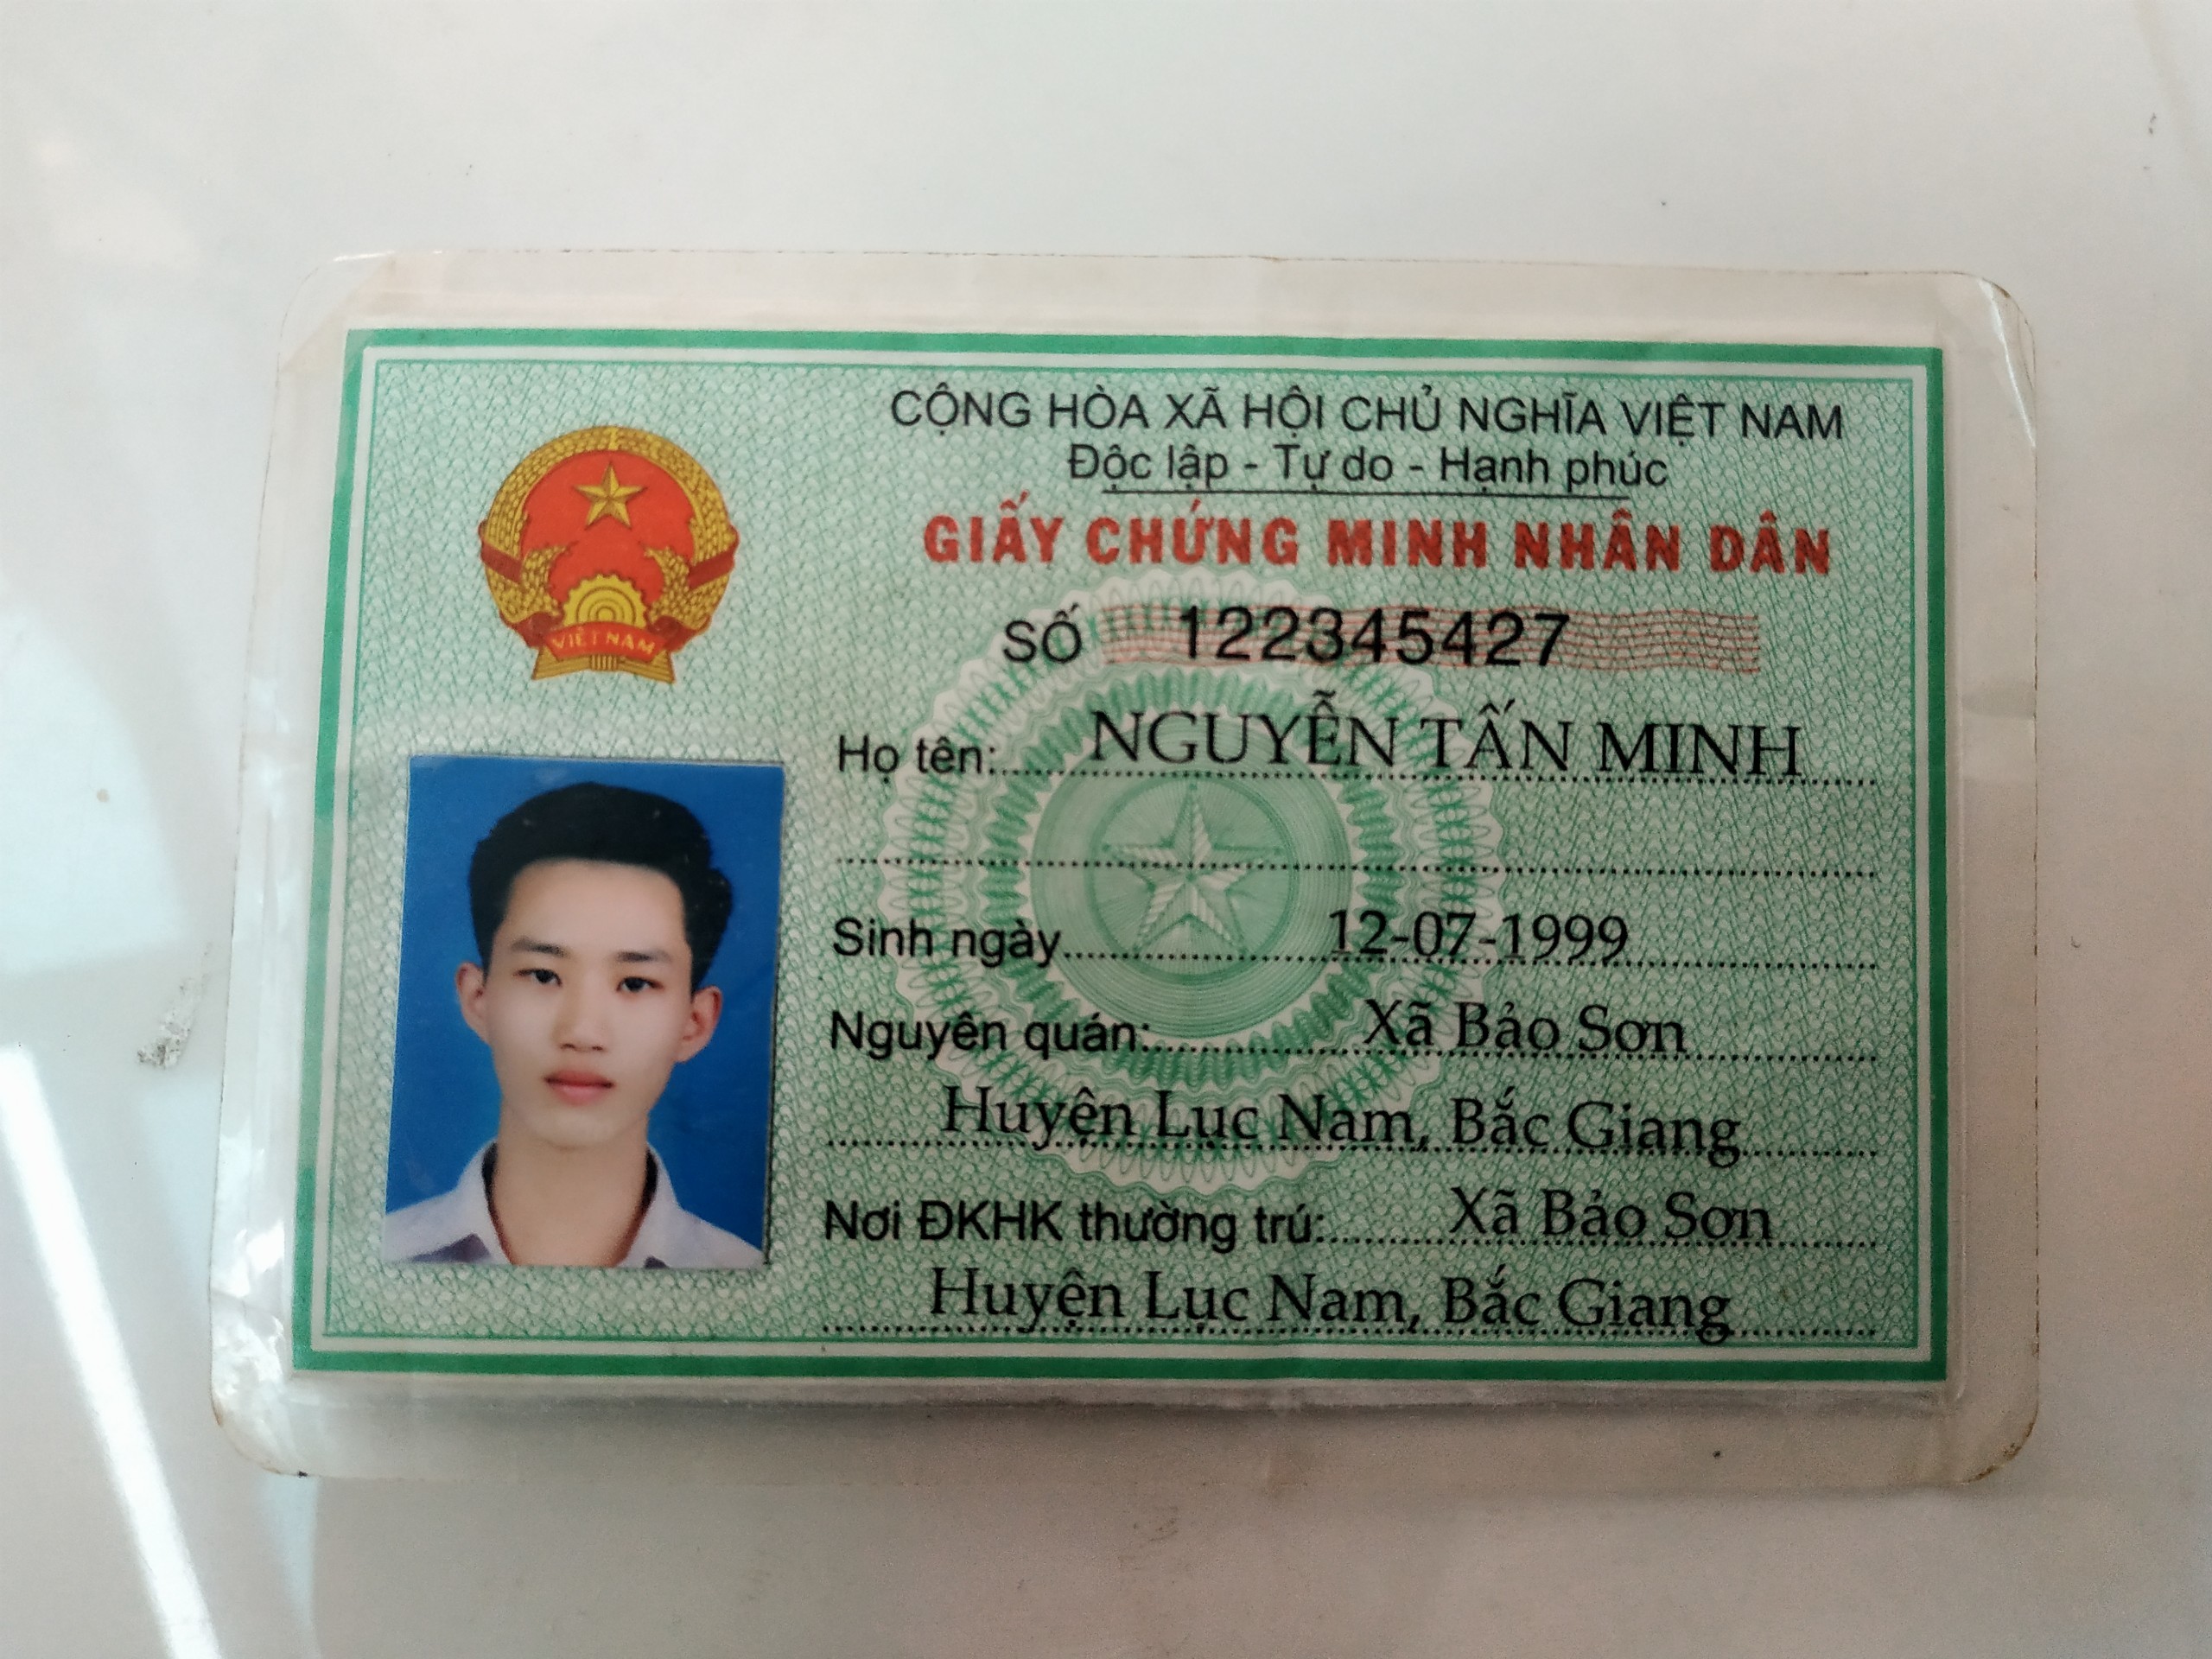 CỘNG HÒA XÃ HỘI CHỦ NGHĨA VIỆT NAM
Độc lập - Tự do - Hạnh phúc
GIẤY CHỨNG MINH NHÂN DÂN
SỐ 122345427
VIỆT NAM
Họ tên: NGUYỄN TẤN MINH
Sinh ngày 12-07-1999
Nguyên quán: Xã Bảo Sơn
Huyện Lục Nam, Bắc Giang
Nơi ĐKHK thường trú: Xã Bảo Sơn
Huyện Lục Nam, Bắc Giang